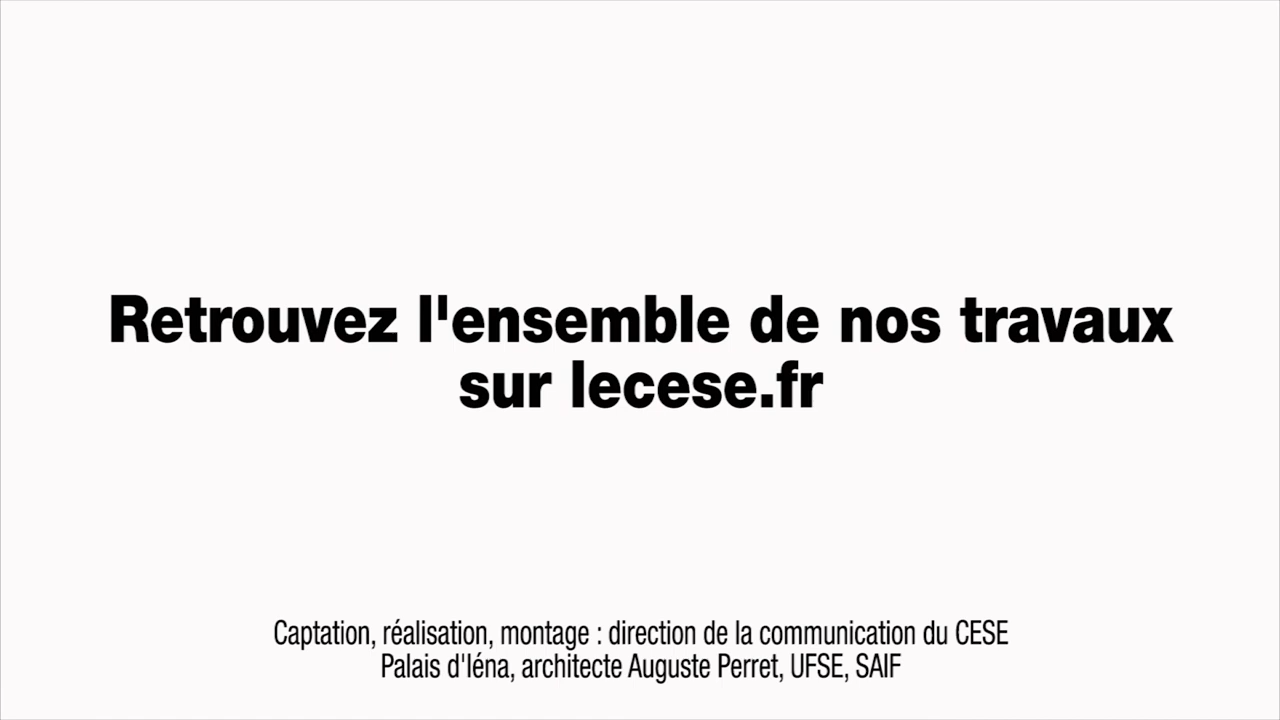 Retrouvez l'ensemble de nos travaux
sur lecese.fr
Captation, réalisation, montage : direction de la communication du CESE
Palais d'Iéna, architecte Auguste Perret, UFSE, SAIF